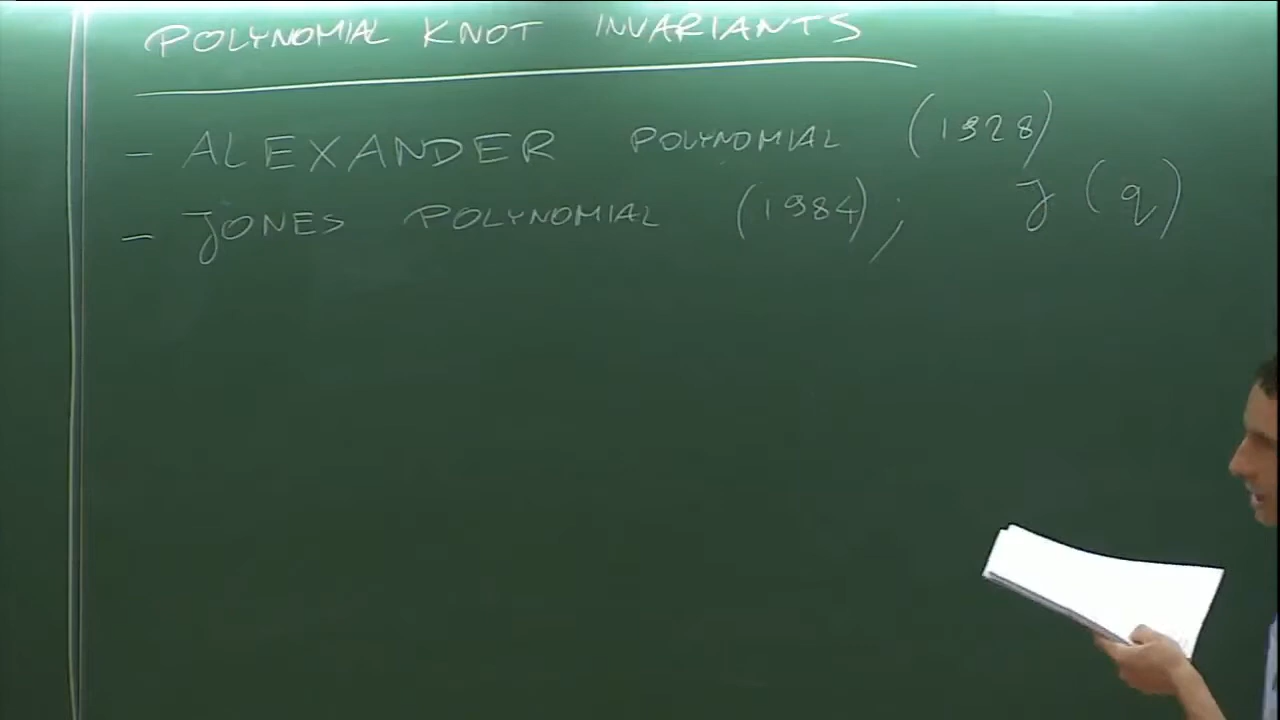 POLYNOMIAL KNOT INVARIANTS
- ALEXANDER POLYNOMIAL (1928)
- JONES POLYNOMIAL (1984); J (q)